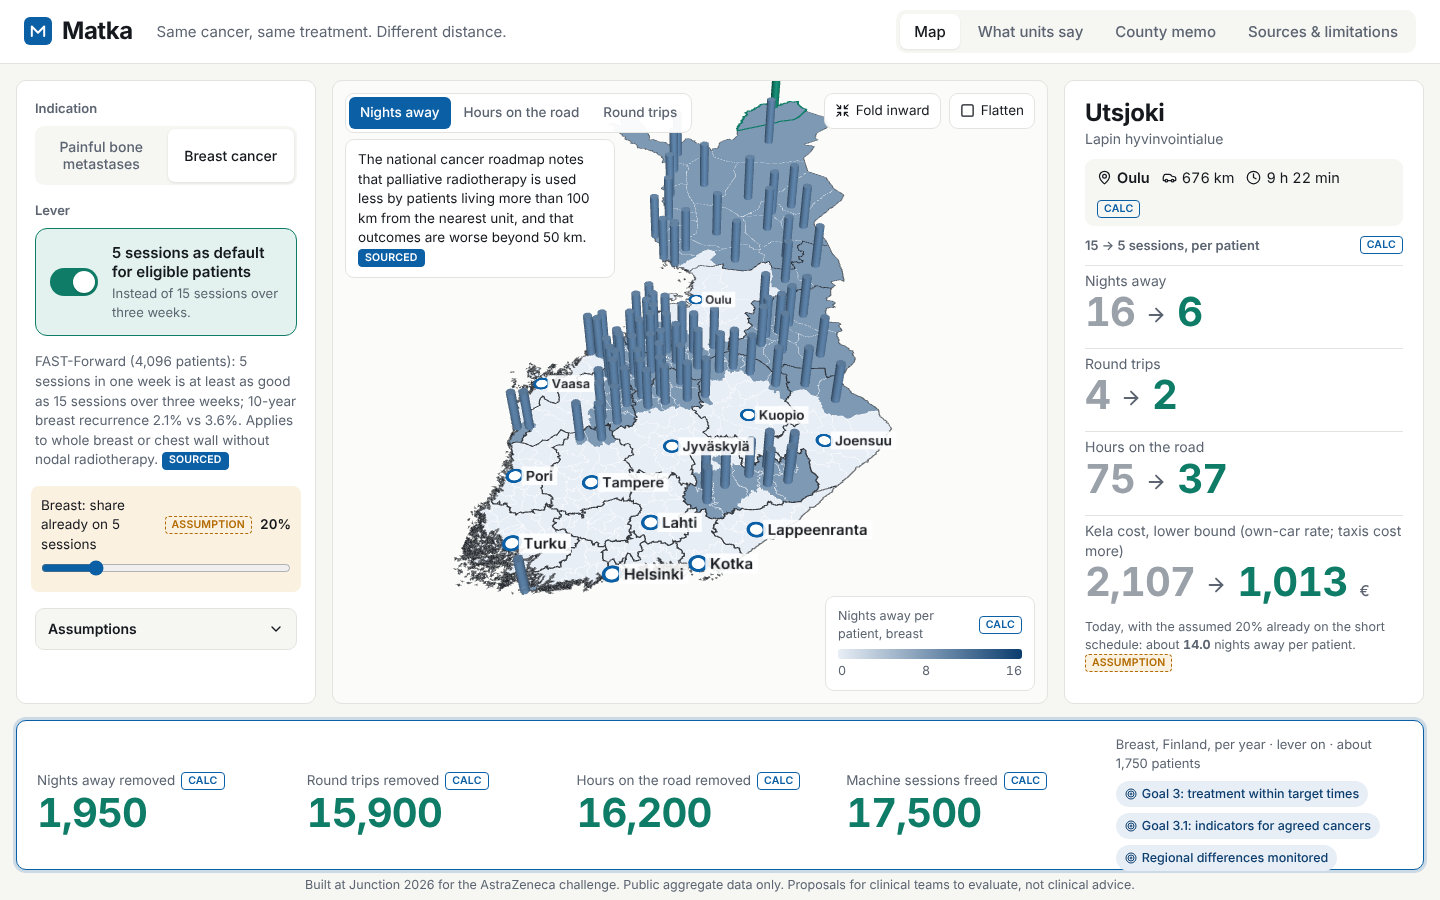 Matka
Same cancer, same treatment. Different distance.
Map
What units say
County memo
Sources & limitations
Indication
Painful bone
metastases
Breast cancer
Lever
5 sessions as default
for eligible patients
Instead of 15 sessions over
three weeks.
FAST-Forward (4,096 patients): 5
sessions in one week is at least as good
as 15 sessions over three weeks; 10-year
breast recurrence 2.1% vs 3.6%. Applies
to whole breast or chest wall without
nodal radiotherapy. SOURCED
Breast: share
already on 5
sessions
ASSUMPTION 20%
Assumptions
Nights away
Hours on the road
Round trips
Fold inward
Flatten
The national cancer roadmap notes
that palliative radiotherapy is used
less by patients living more than 100
km from the nearest unit, and that
outcomes are worse beyond 50 km.
SOURCED
Oulu
Vaasa
Kuopio
Joensuu
Jyväskylä
Pori
Tampere
Lahti
Lappeenranta
Turku
Helsinki
Kotka
Nights away per
patient, breast
CALC
0 8 16
Utsjoki
Lapin hyvinvointialue
Oulu 676 km 9 h 22 min
CALC
15 → 5 sessions, per patient CALC
Nights away
16 → 6
Round trips
4 → 2
Hours on the road
75 → 37
Kela cost, lower bound (own-car rate; taxis cost
more)
2,107 → 1,013 €
Today, with the assumed 20% already on the short
schedule: about 14.0 nights away per patient.
ASSUMPTION
Nights away removed CALC
1,950
Round trips removed CALC
15,900
Hours on the road removed CALC
16,200
Machine sessions freed CALC
17,500
Breast, Finland, per year · lever on · about
1,750 patients
Goal 3: treatment within target times
Goal 3.1: indicators for agreed cancers
Regional differences monitored
Built at Junction 2026 for the AstraZeneca challenge. Public aggregate data only. Proposals for clinical teams to evaluate, not clinical advice.